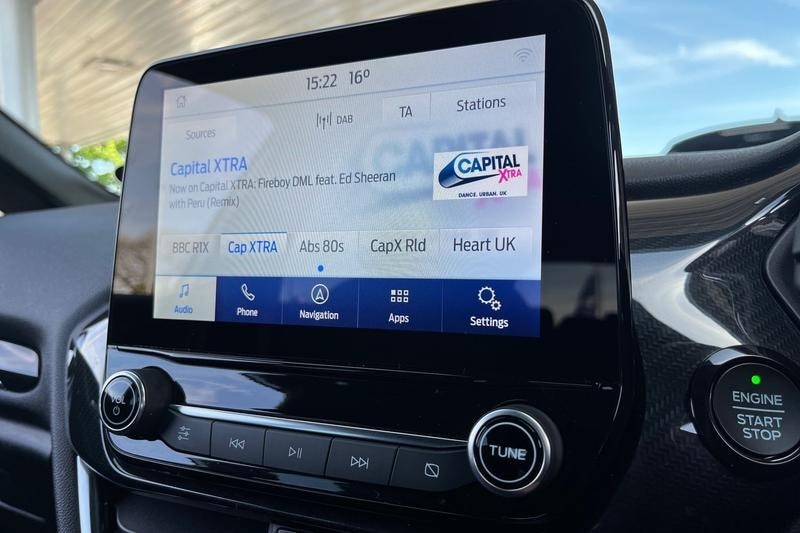 15:22 16°
DAB
TA
Stations
Sources
Capital XTRA
Now on Capital XTRA: Fireboy DML feat. Ed Sheeran
with Peru (Remix)
CAPITAL
XTRA
DANCE. URBAN. UK
BBC R1X
Cap XTRA
Abs 80s
CapX Rld
Heart UK
Audio
Phone
Navigation
Apps
Settings
VOL
TUNE
ENGINE
START
STOP